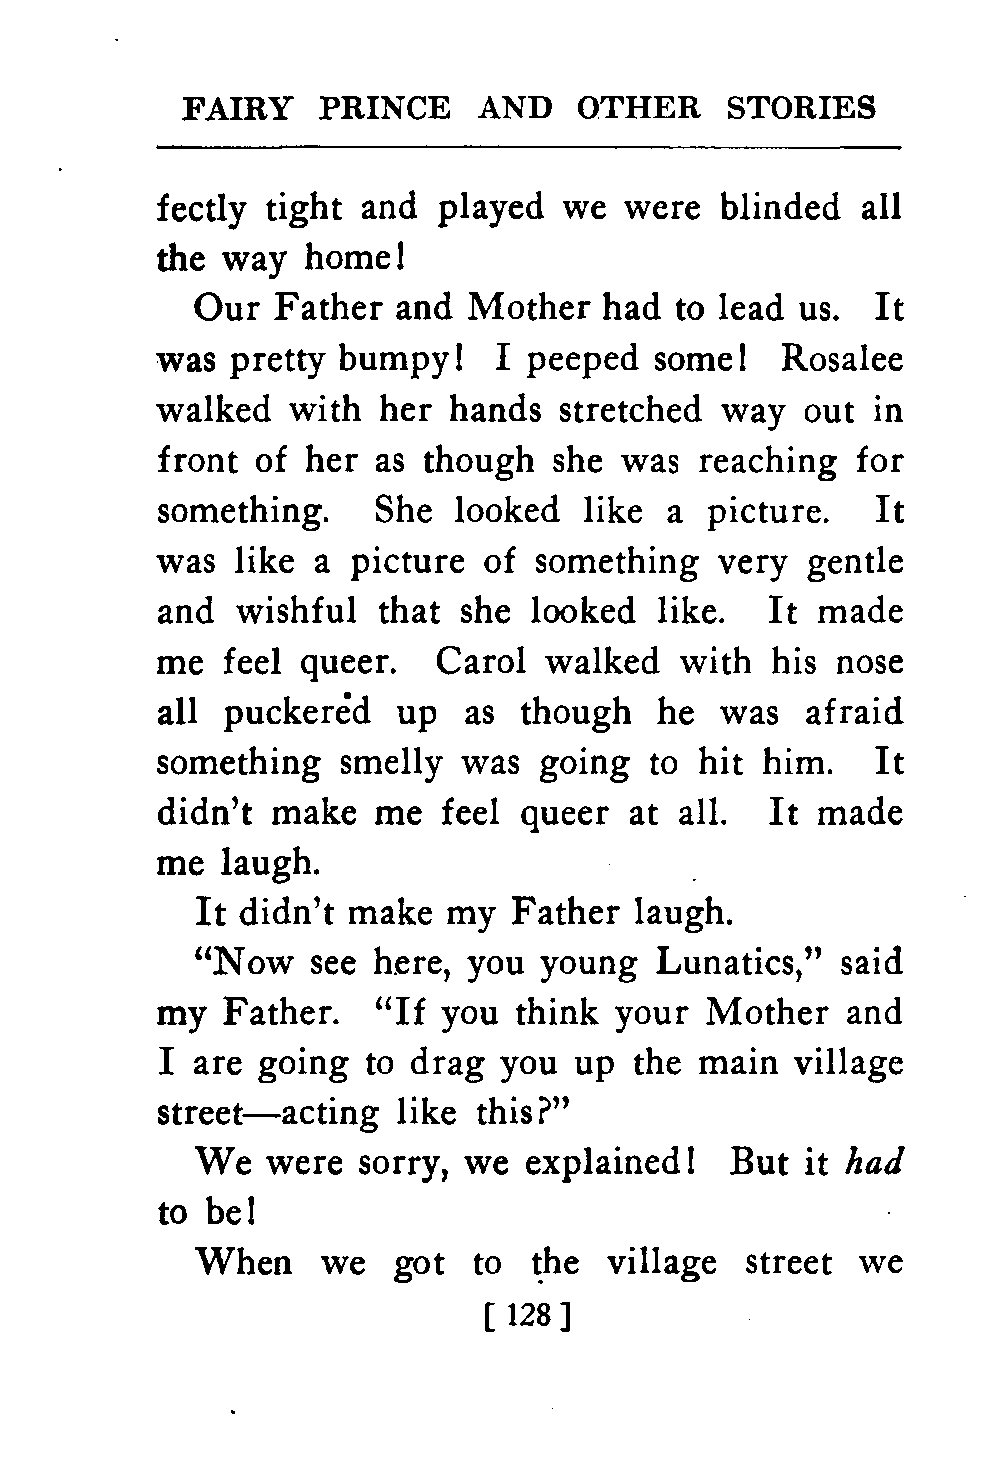 FAIRY PRINCE AND OTHER STORIES
fectly tight and played we were blinded all
the way home!
Our Father and Mother had to lead us. It
was pretty bumpy! I peeped some! Rosalee
walked with her hands stretched way out in
front of her as though she was reaching for
something. She looked like a picture. It
was like a picture of something very gentle
and wishful that she looked like. It made
me feel queer. Carol walked with his nose
all puckered up as though he was afraid
something smelly was going to hit him. It
didn't make me feel queer at all. It made
me laugh.
It didn't make my Father laugh.
"Now see here, you young Lunatics," said
my Father. "If you think your Mother and
I are going to drag you up the main village
street—acting like this?"
We were sorry, we explained! But it had
to be!
When we got to the village street we
[ 128 ]